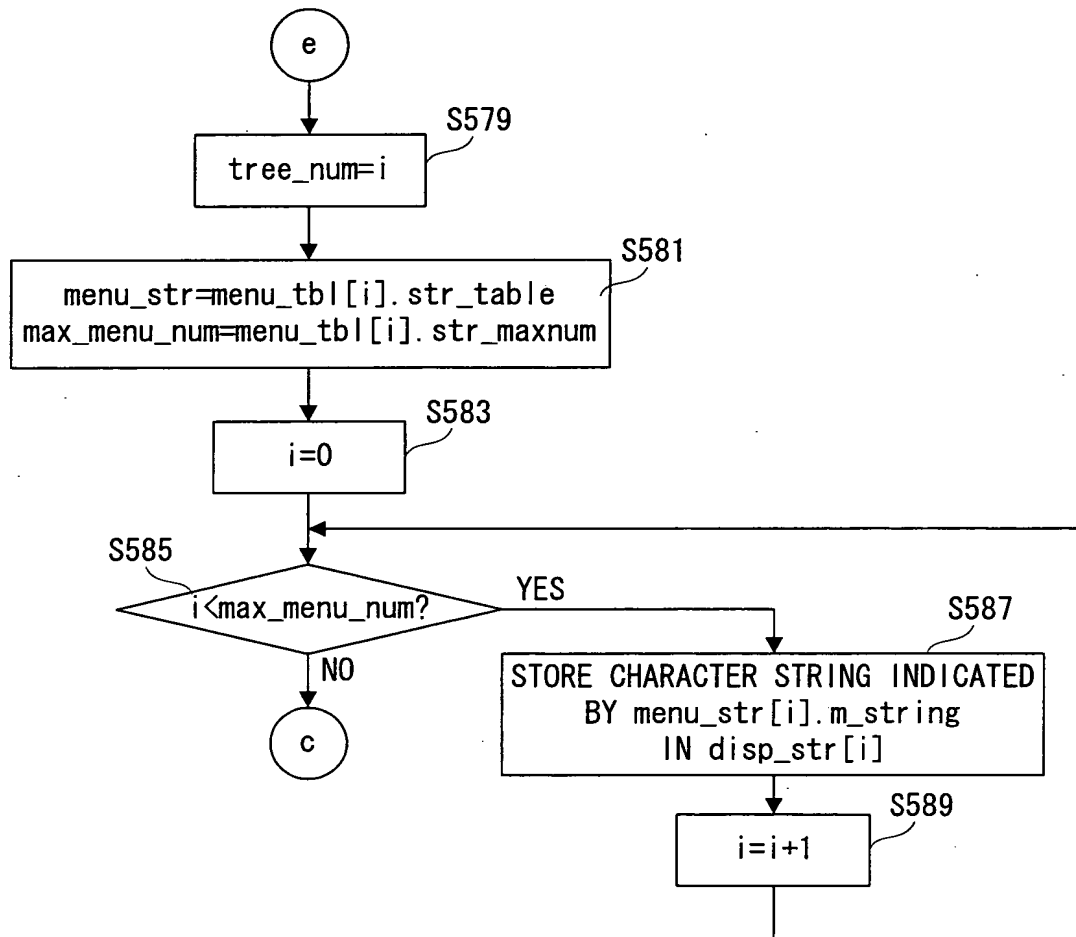 e
S579
tree_num=i
S581
menu_str=menu_tbl[i].str_table
max_menu_num=menu_tbl[i].str_maxnum
S583
i=0
S585
i<max_menu_num?
YES
NO
c
S587
STORE CHARACTER STRING INDICATED
BY menu_str[i].m_string
IN disp_str[i]
S589
i=i+1